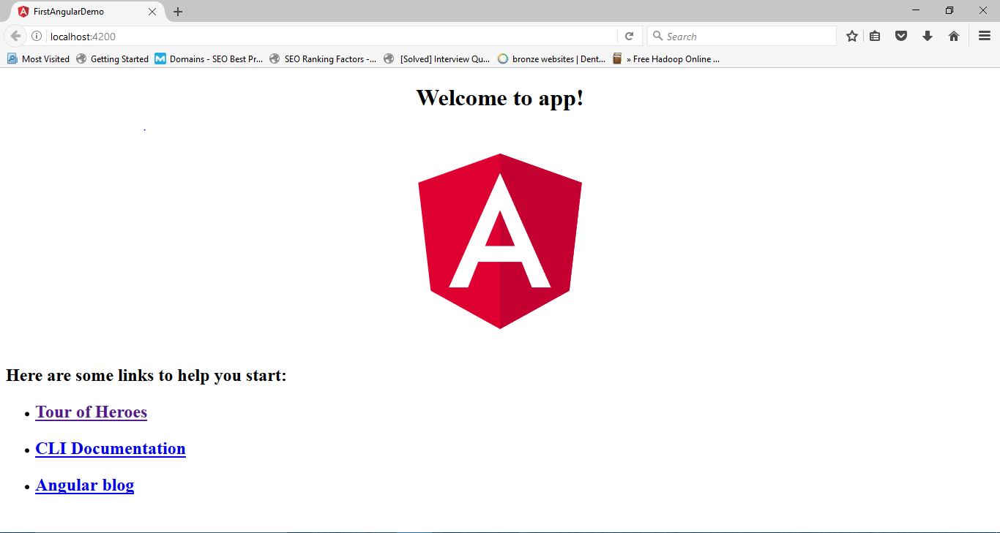 FirstAngularDemo
localhost:4200
Search
Most Visited Getting Started Domains - SEO Best Pr... SEO Ranking Factors -... [Solved] Interview Qu... bronze websites | Dent... » Free Hadoop Online ...
Welcome to app!
A
Here are some links to help you start:
Tour of Heroes
CLI Documentation
Angular blog